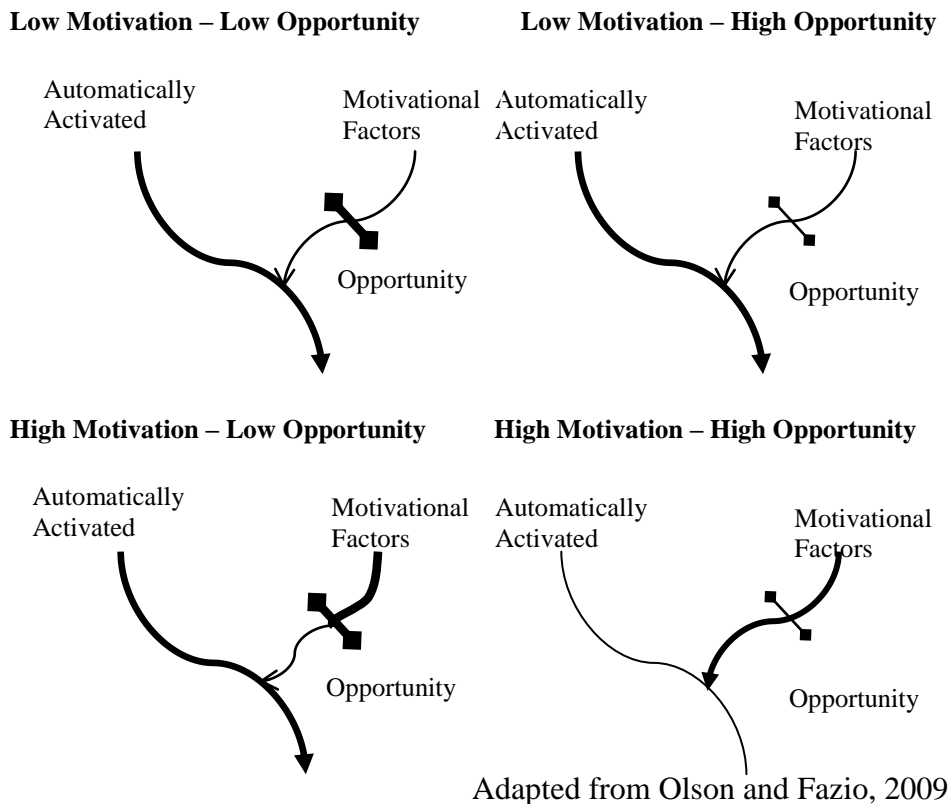 Low Motivation – Low Opportunity
Automatically
Activated
Motivational
Factors
Opportunity
Low Motivation – High Opportunity
Automatically
Activated
Motivational
Factors
Opportunity
High Motivation – Low Opportunity
Automatically
Activated
Motivational
Factors
Opportunity
High Motivation – High Opportunity
Automatically
Activated
Motivational
Factors
Opportunity
Adapted from Olson and Fazio, 2009